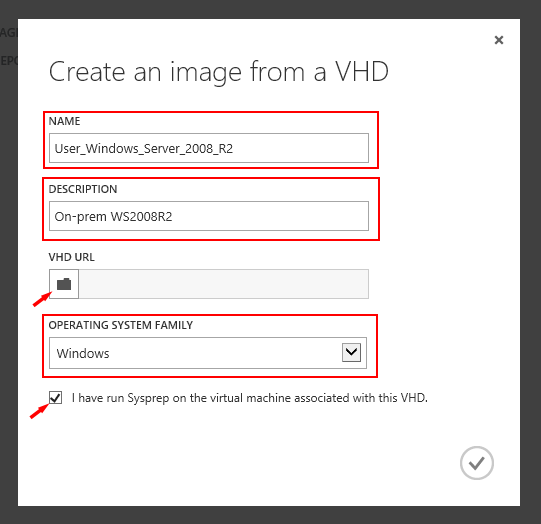 AGE
EPO
Create an image from a VHD
NAME
User_Windows_Server_2008_R2
DESCRIPTION
On-prem WS2008R2
VHD URL
OPERATING SYSTEM FAMILY
Windows
I have run Sysprep on the virtual machine associated with this VHD.